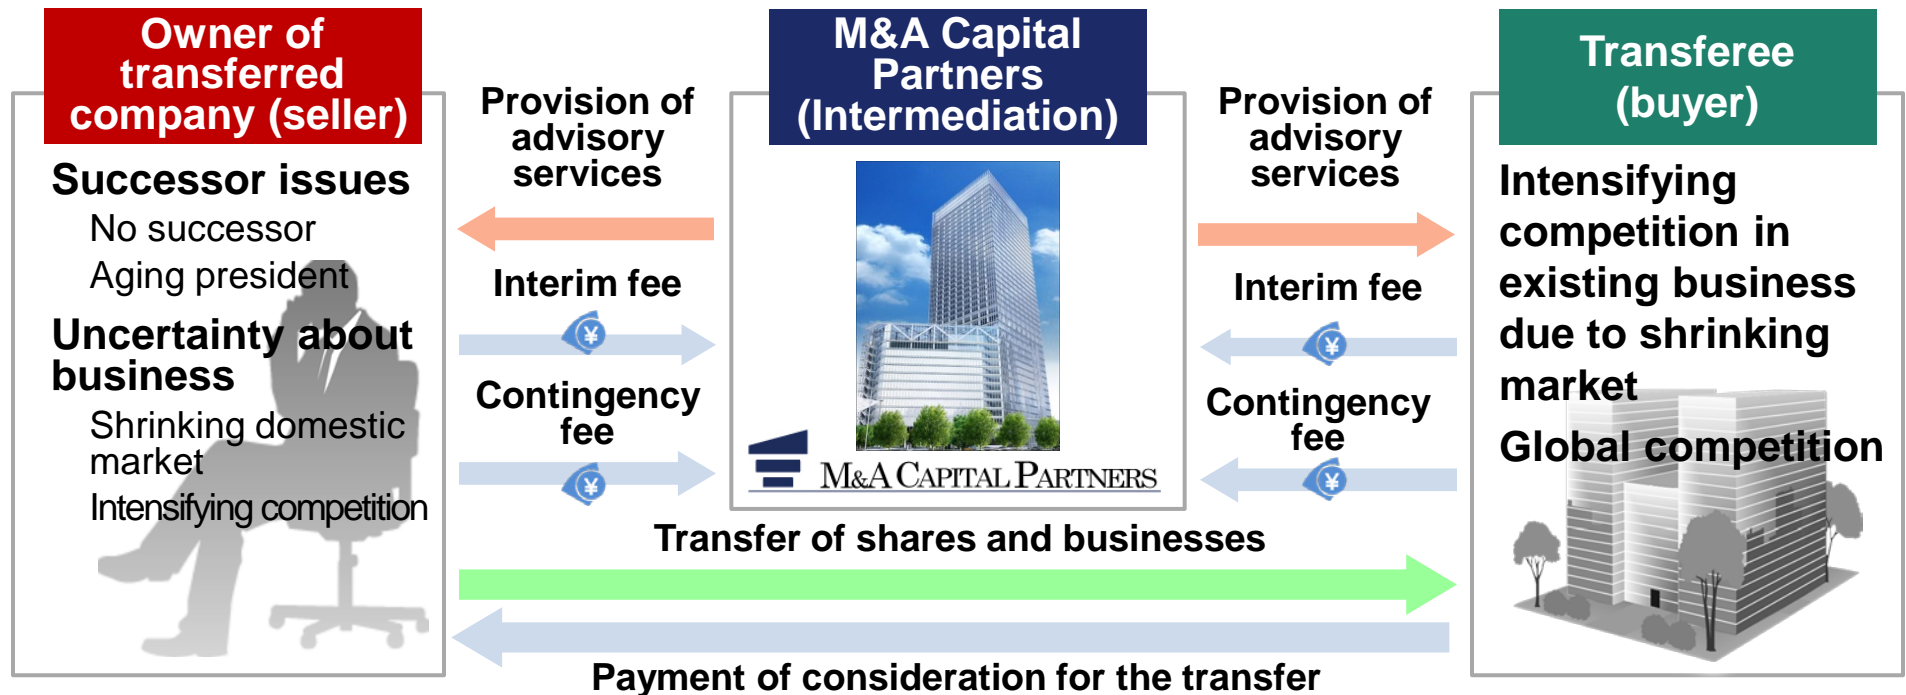 Owner of
transferred
company (seller)
Successor issues
No successor
Aging president
Uncertainty about
business
Shrinking domestic
market
Intensifying competition
Provision of
advisory
services
Interim fee
¥
Contingency
fee
¥
M&A Capital
Partners
(Intermediation)
M&A CAPITAL PARTNERS
Provision of
advisory
services
Interim fee
¥
Contingency
fee
¥
Transferee
(buyer)
Intensifying
competition in
existing business
due to shrinking
market
Global competition
Transfer of shares and businesses
Payment of consideration for the transfer